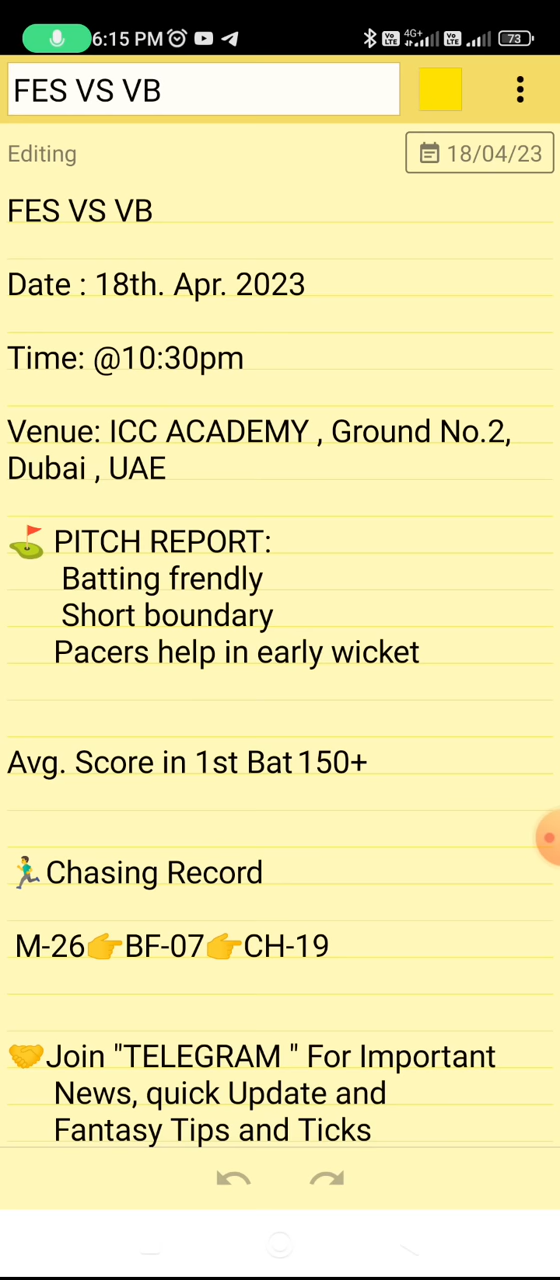 6:15 PM 4G+ 73
FES VS VB
Editing 18/04/23
FES VS VB
Date : 18th. Apr. 2023
Time: @10:30pm
Venue: ICC ACADEMY , Ground No.2,
Dubai , UAE
⛳ PITCH REPORT:
Batting frendly
Short boundary
Pacers help in early wicket
Avg. Score in 1st Bat 150+
🏃‍♂️Chasing Record
M-26👉BF-07👉CH-19
🤝Join "TELEGRAM " For Important
News, quick Update and
Fantasy Tips and Ticks